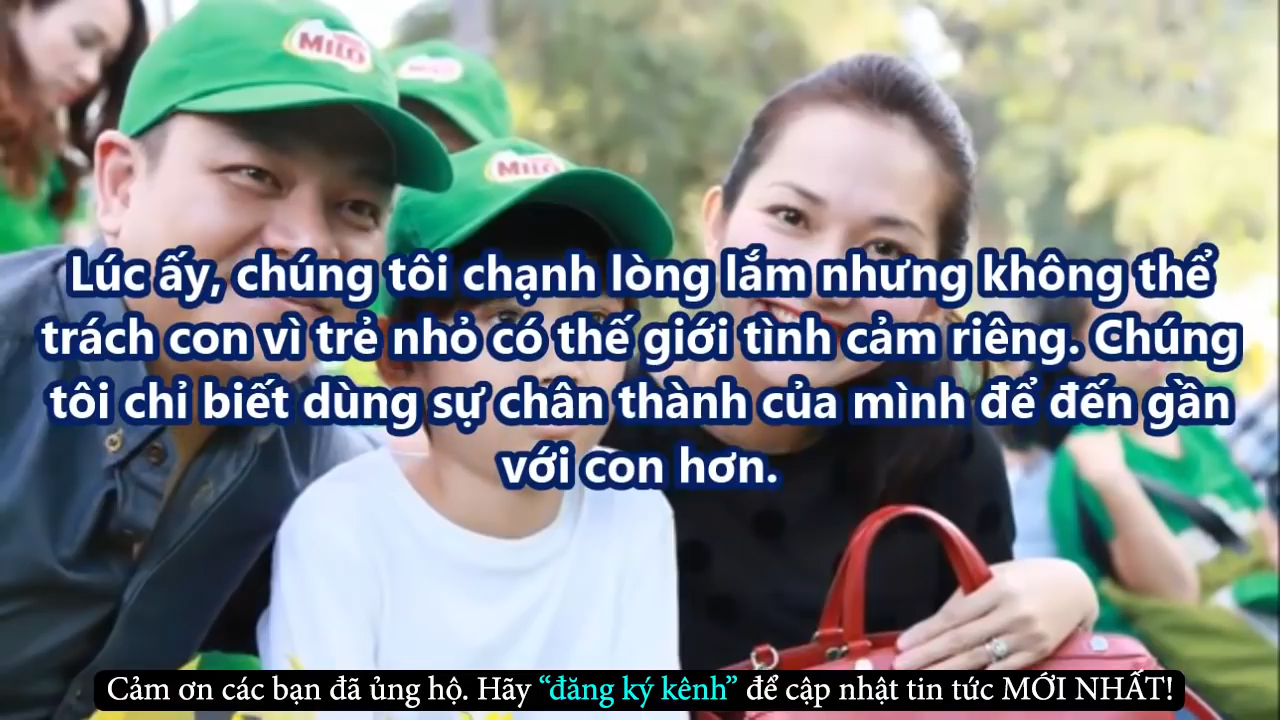 MILO
MILO
MILO
Lúc ấy, chúng tôi chạnh lòng lắm nhưng không thể
trách con vì trẻ nhỏ có thế giới tình cảm riêng. Chúng
tôi chỉ biết dùng sự chân thành của mình để đến gần
với con hơn.
Cảm ơn các bạn đã ủng hộ. Hãy “đăng ký kênh” để cập nhật tin tức MỚI NHẤT!